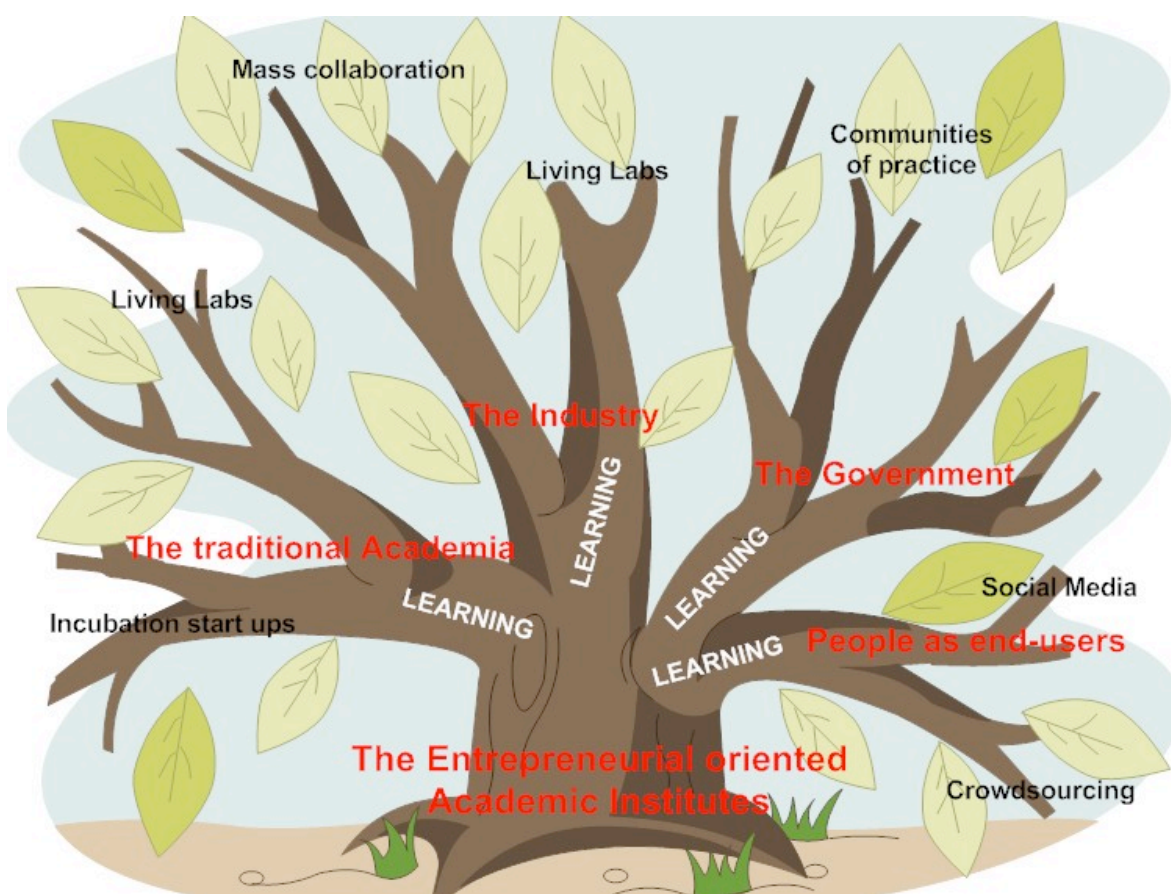 Mass collaboration
Communities
of practice
Living Labs
Living Labs
The Industry
The Government
LEARNING
The traditional Academia
LEARNING
LEARNING
Social Media
Incubation start ups
People as end-users
LEARNING
The Entrepreneurial oriented
Academic Institutes
Crowdsourcing